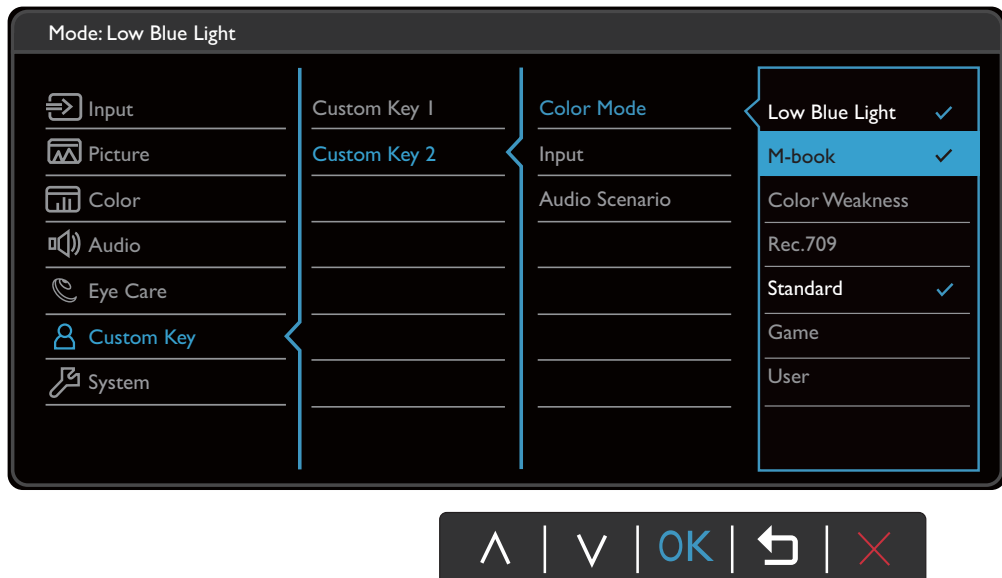 Mode: Low Blue Light
Input
Picture
Color
Audio
Eye Care
Custom Key
System
Custom Key 1
Custom Key 2
Color Mode
Input
Audio Scenario
Low Blue Light
M-book
Color Weakness
Rec.709
Standard
Game
User
OK